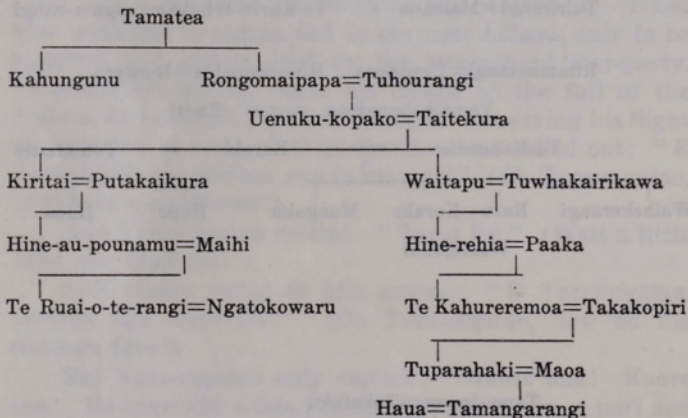 Tamatea
Kahungunu Rongomaipapa=Tuhourangi
Uenuku-kopako=Taitekura
Kiritai=Putakaikura Waitapu=Tuwhakairikawa
Hine-au-pounamu=Maihi Hine-rehia=Paaka
Te Ruai-o-te-rangi=Ngatokowaru Te Kahureremoa=Takakopiri
Tuparahaki=Maoa
Haua=Tamangarangi